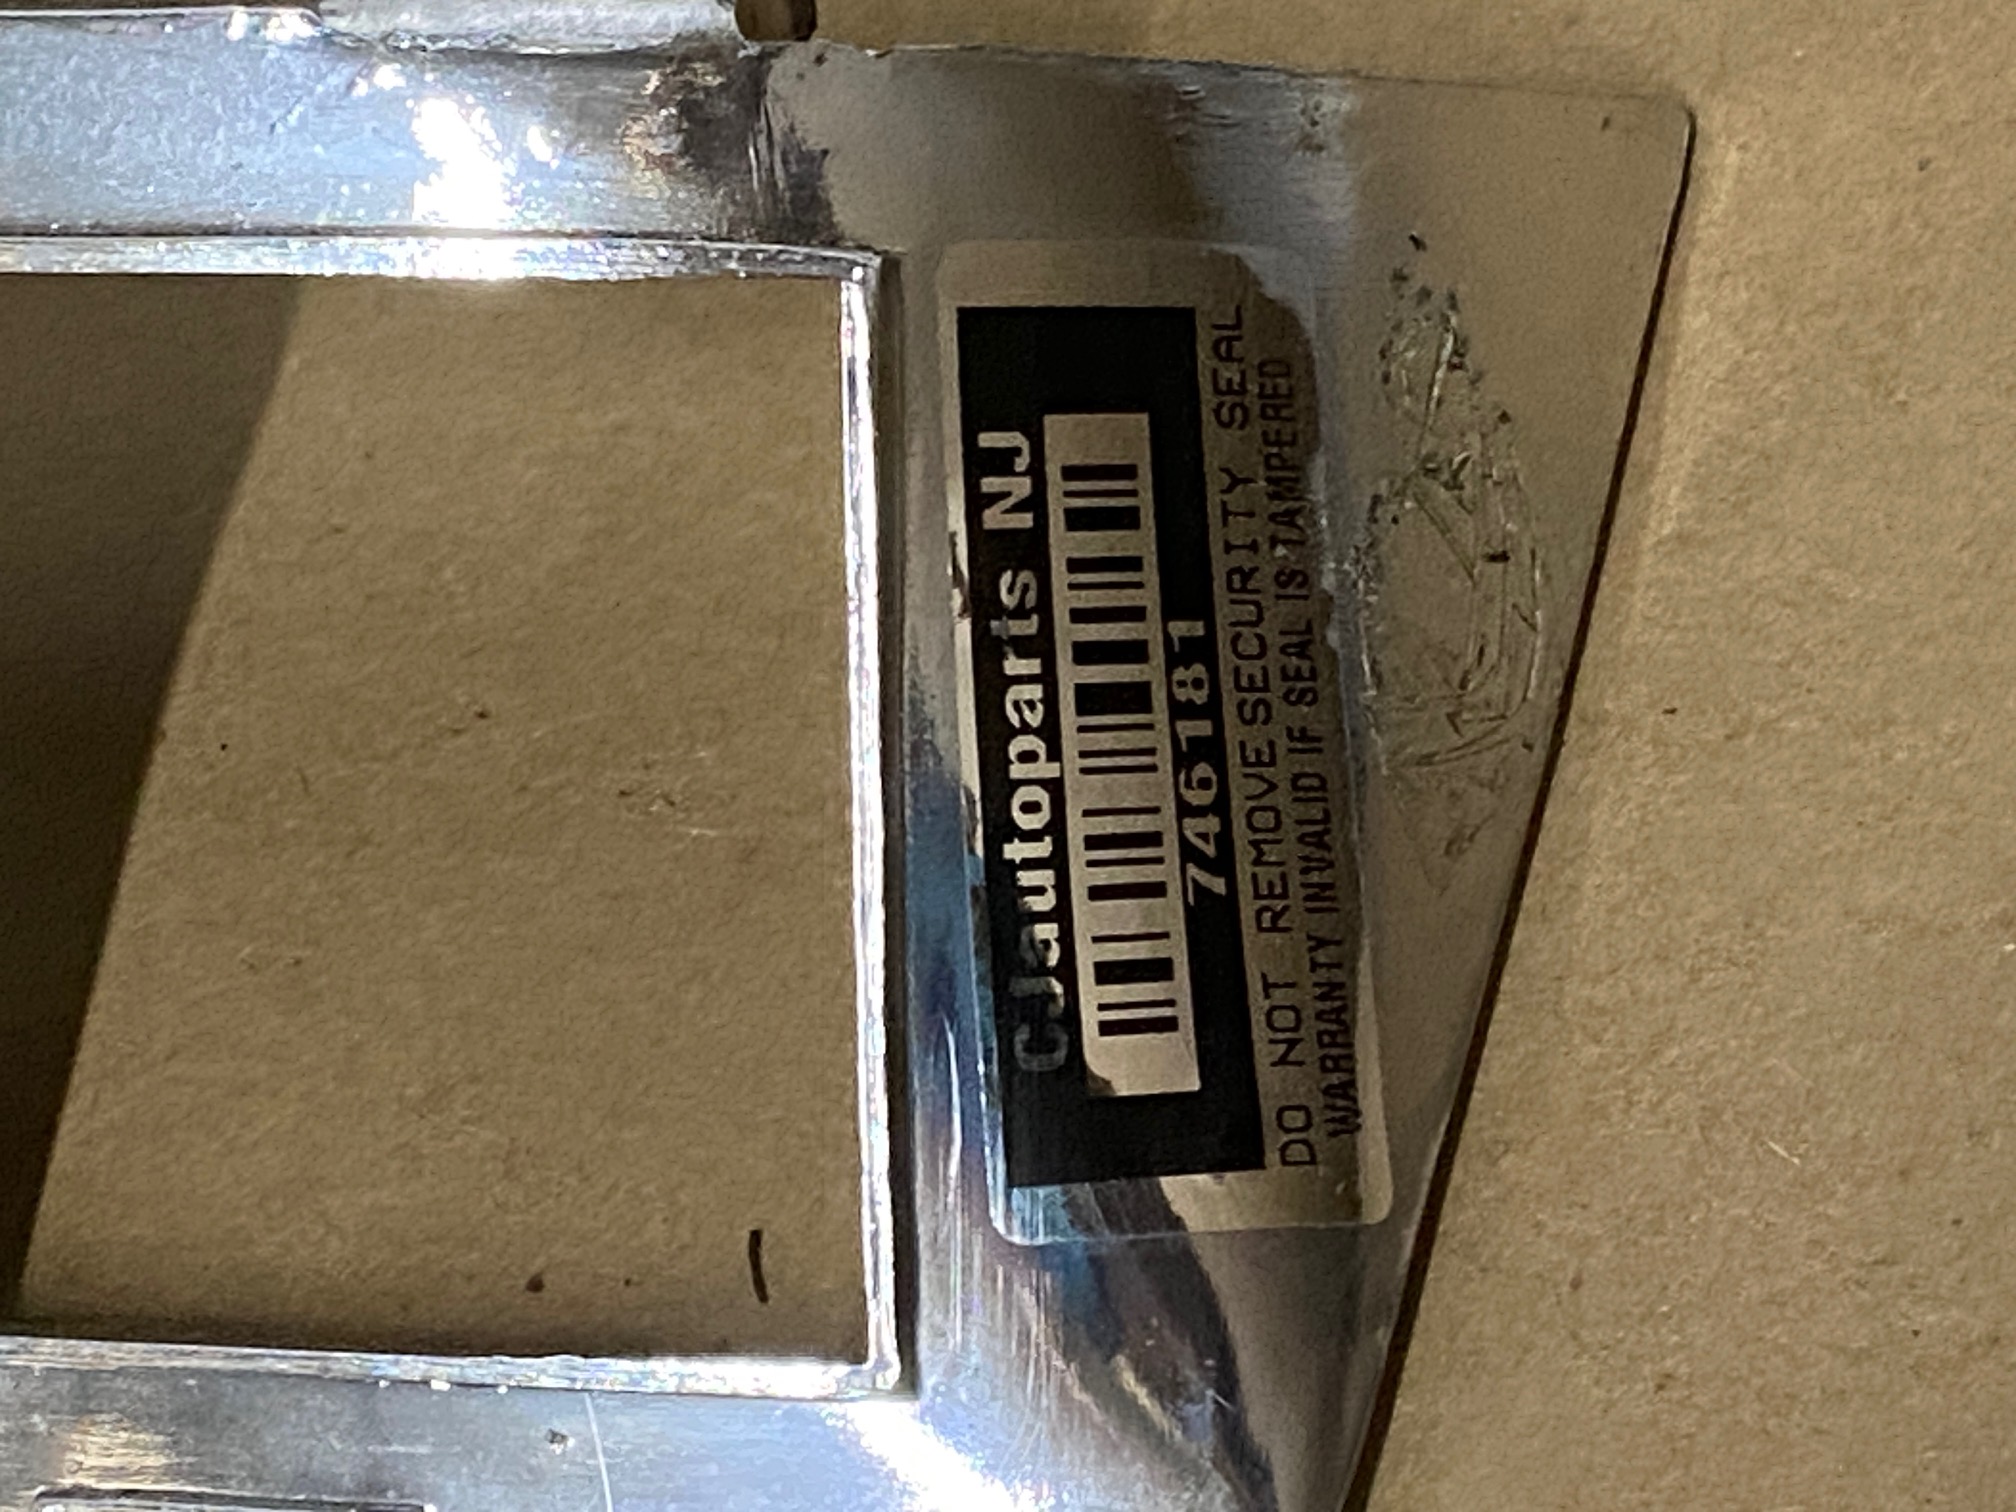 CJautoparts NJ
746181
DO NOT REMOVE SECURITY SEAL
WARRANTY INVALID IF SEAL IS TAMPERED